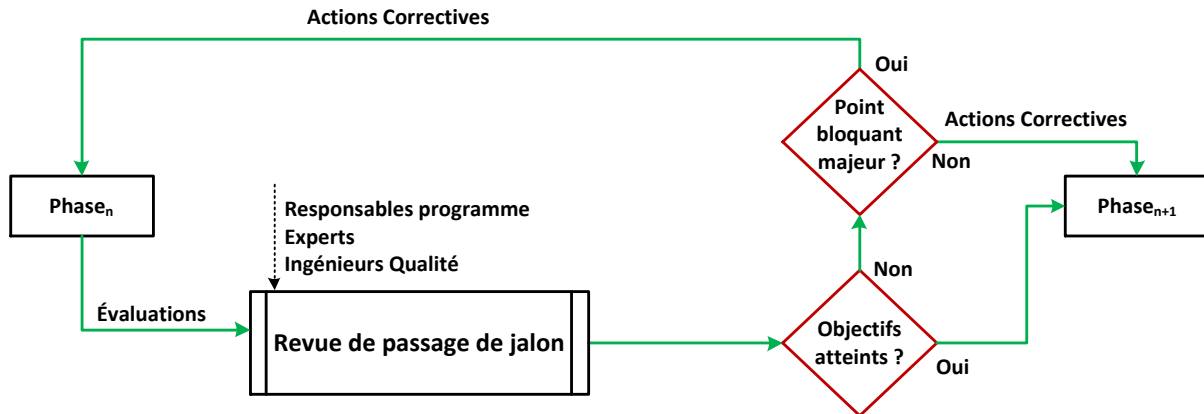 Actions Correctives
Oui
Point
bloquant
majeur ?
Actions Correctives
Non
Phaseₙ
Responsables programme
Experts
Ingénieurs Qualité
Phaseₙ₊₁
Non
Évaluations
Revue de passage de jalon
Objectifs
atteints ?
Oui